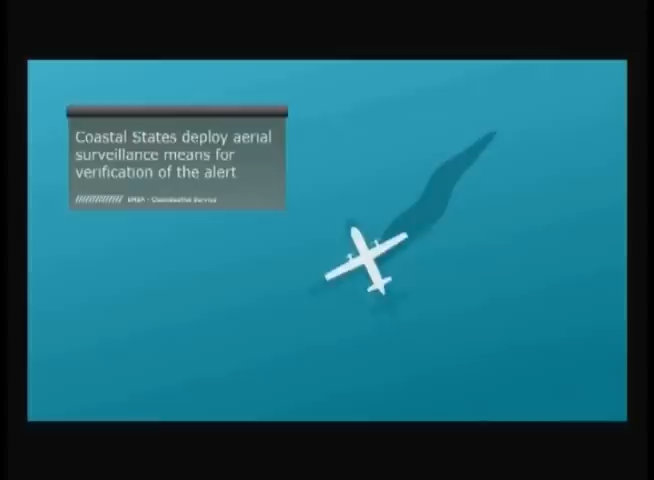 Coastal States deploy aerial
surveillance means for
verification of the alert
EMSA - CleanSeaNet Service